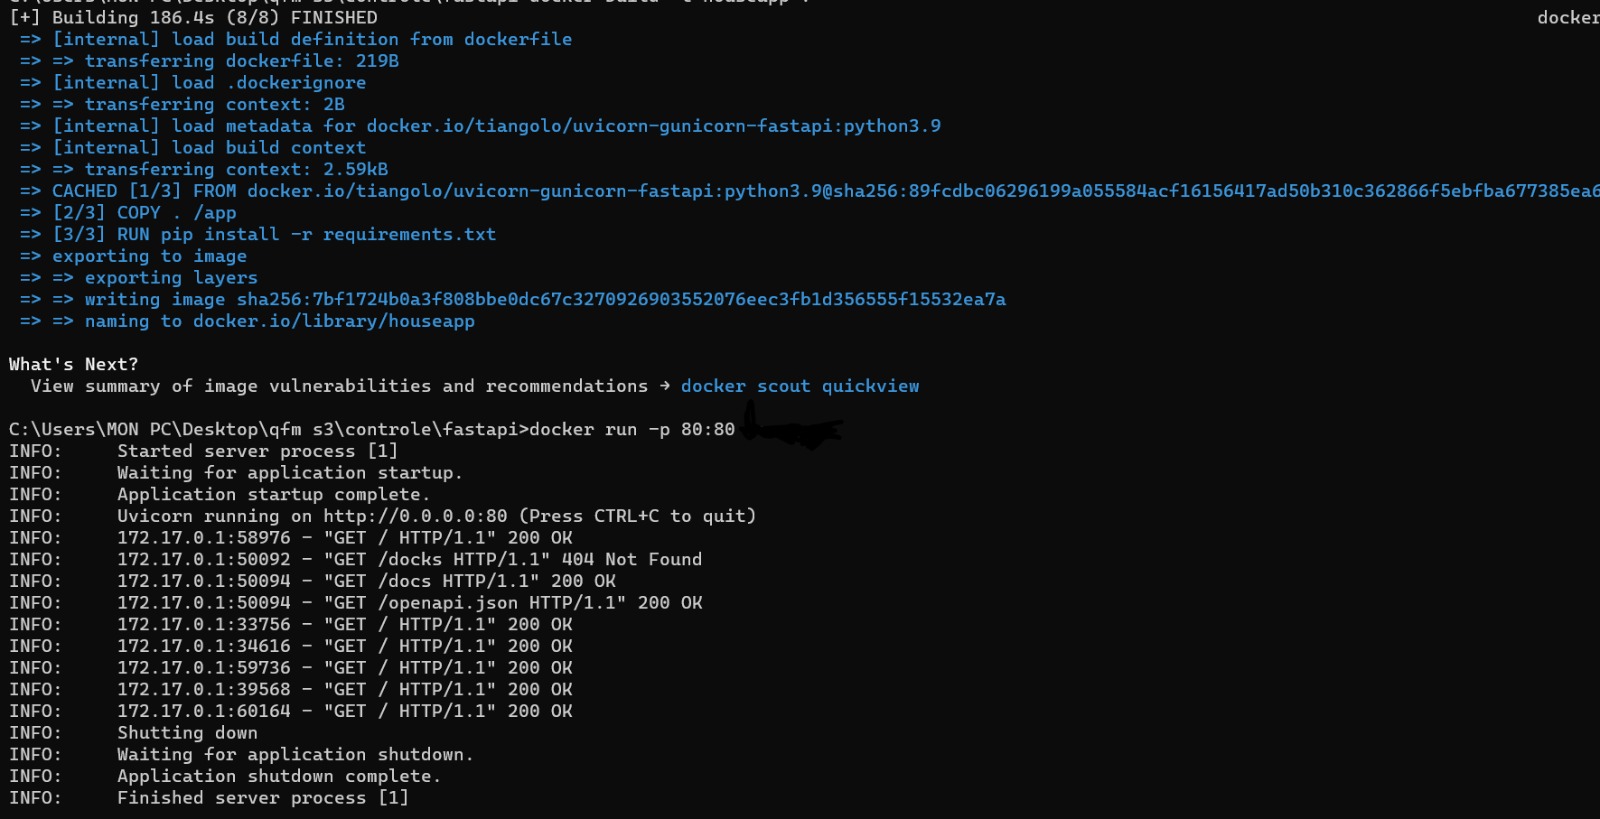 [+] Building 186.4s (8/8) FINISHED docker
=> [internal] load build definition from dockerfile
=> => transferring dockerfile: 219B
=> [internal] load .dockerignore
=> => transferring context: 2B
=> [internal] load metadata for docker.io/tiangolo/uvicorn-gunicorn-fastapi:python3.9
=> [internal] load build context
=> => transferring context: 2.59kB
=> CACHED [1/3] FROM docker.io/tiangolo/uvicorn-gunicorn-fastapi:python3.9@sha256:89fcdbc06296199a055584acf16156417ad50b310c362866f5ebfba677385ea6
=> [2/3] COPY . /app
=> [3/3] RUN pip install -r requirements.txt
=> exporting to image
=> => exporting layers
=> => writing image sha256:7bf1724b0a3f808bbe0dc67c3270926903552076eec3fb1d356555f15532ea7a
=> => naming to docker.io/library/houseapp
What's Next?
View summary of image vulnerabilities and recommendations → docker scout quickview
C:\Users\MON PC\Desktop\qfm s3\controle\fastapi>docker run -p 80:80
INFO: Started server process [1]
INFO: Waiting for application startup.
INFO: Application startup complete.
INFO: Uvicorn running on http://0.0.0.0:80 (Press CTRL+C to quit)
INFO: 172.17.0.1:58976 - "GET / HTTP/1.1" 200 OK
INFO: 172.17.0.1:50092 - "GET /docks HTTP/1.1" 404 Not Found
INFO: 172.17.0.1:50094 - "GET /docs HTTP/1.1" 200 OK
INFO: 172.17.0.1:50094 - "GET /openapi.json HTTP/1.1" 200 OK
INFO: 172.17.0.1:33756 - "GET / HTTP/1.1" 200 OK
INFO: 172.17.0.1:34616 - "GET / HTTP/1.1" 200 OK
INFO: 172.17.0.1:59736 - "GET / HTTP/1.1" 200 OK
INFO: 172.17.0.1:39568 - "GET / HTTP/1.1" 200 OK
INFO: 172.17.0.1:60164 - "GET / HTTP/1.1" 200 OK
INFO: Shutting down
INFO: Waiting for application shutdown.
INFO: Application shutdown complete.
INFO: Finished server process [1]